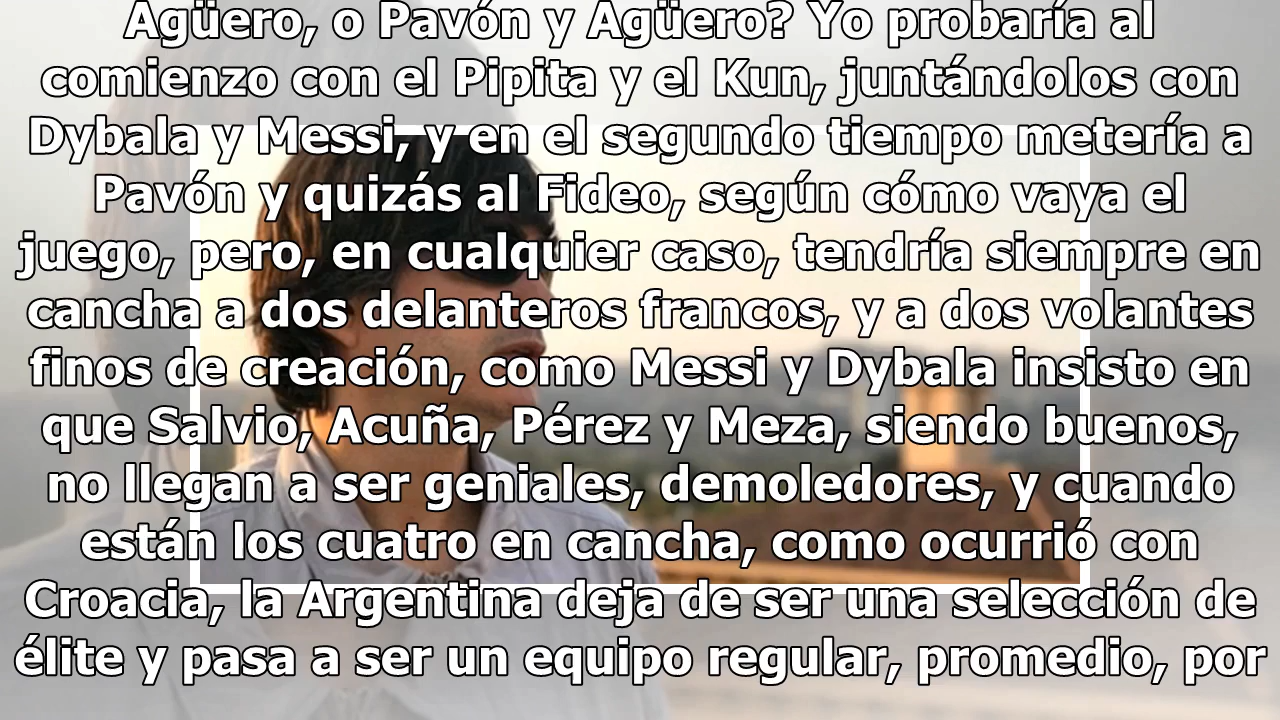 Agüero, o Pavón y Agüero? Yo probaría al
comienzo con el Pipita y el Kun, juntándolos con
Dybala y Messi, y en el segundo tiempo metería a
Pavón y quizás al Fideo, según cómo vaya el
juego, pero, en cualquier caso, tendría siempre en
cancha a dos delanteros francos, y a dos volantes
finos de creación, como Messi y Dybala insisto en
que Salvio, Acuña, Pérez y Meza, siendo buenos,
no llegan a ser geniales, demoledores, y cuando
están los cuatro en cancha, como ocurrió con
Croacia, la Argentina deja de ser una selección de
élite y pasa a ser un equipo regular, promedio, por